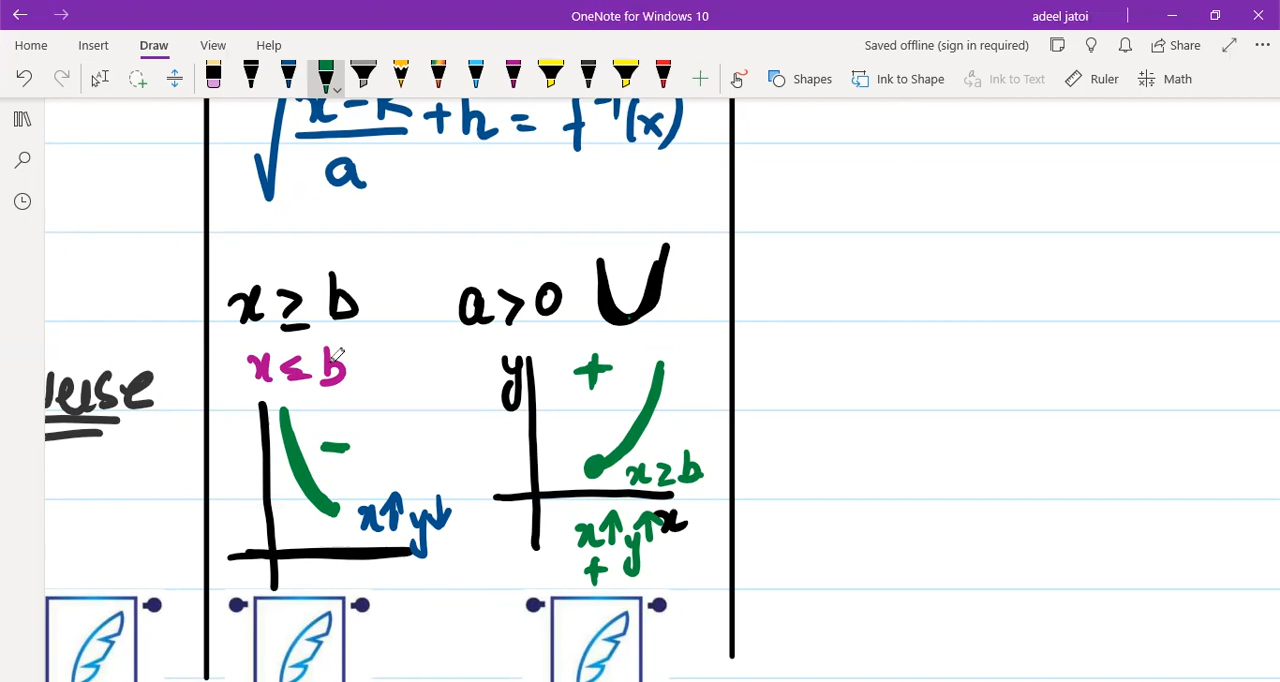 OneNote for Windows 10
adeel jatoi
Home Insert Draw View Help
Saved offline (sign in required)
Share
Shapes
Ink to Shape
Ink to Text
Ruler
Math
√((x-k)/a) + h = f⁻¹(x)
x ≥ b
a > 0
x ≤ b
y
+
-
x ≥ b
x↑ y↓
x↑ y↑ x
+